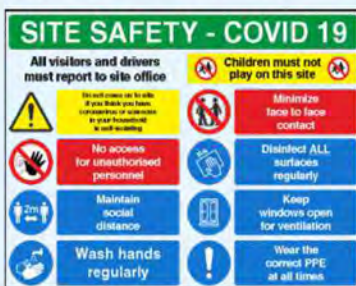 SITE SAFETY - COVID 19
All visitors and drivers
must report to site office
Children must not
play on this site
Do not come on to site
if you think you have
coronavirus or someone
in your household
is self-isolating
Minimize
face to face
contact
No access
for unauthorised
personnel
Disinfect ALL
surfaces
regularly
2m
Maintain
social
distance
Keep
windows open
for ventilation
Wash hands
regularly
Wear the
correct PPE
at all times